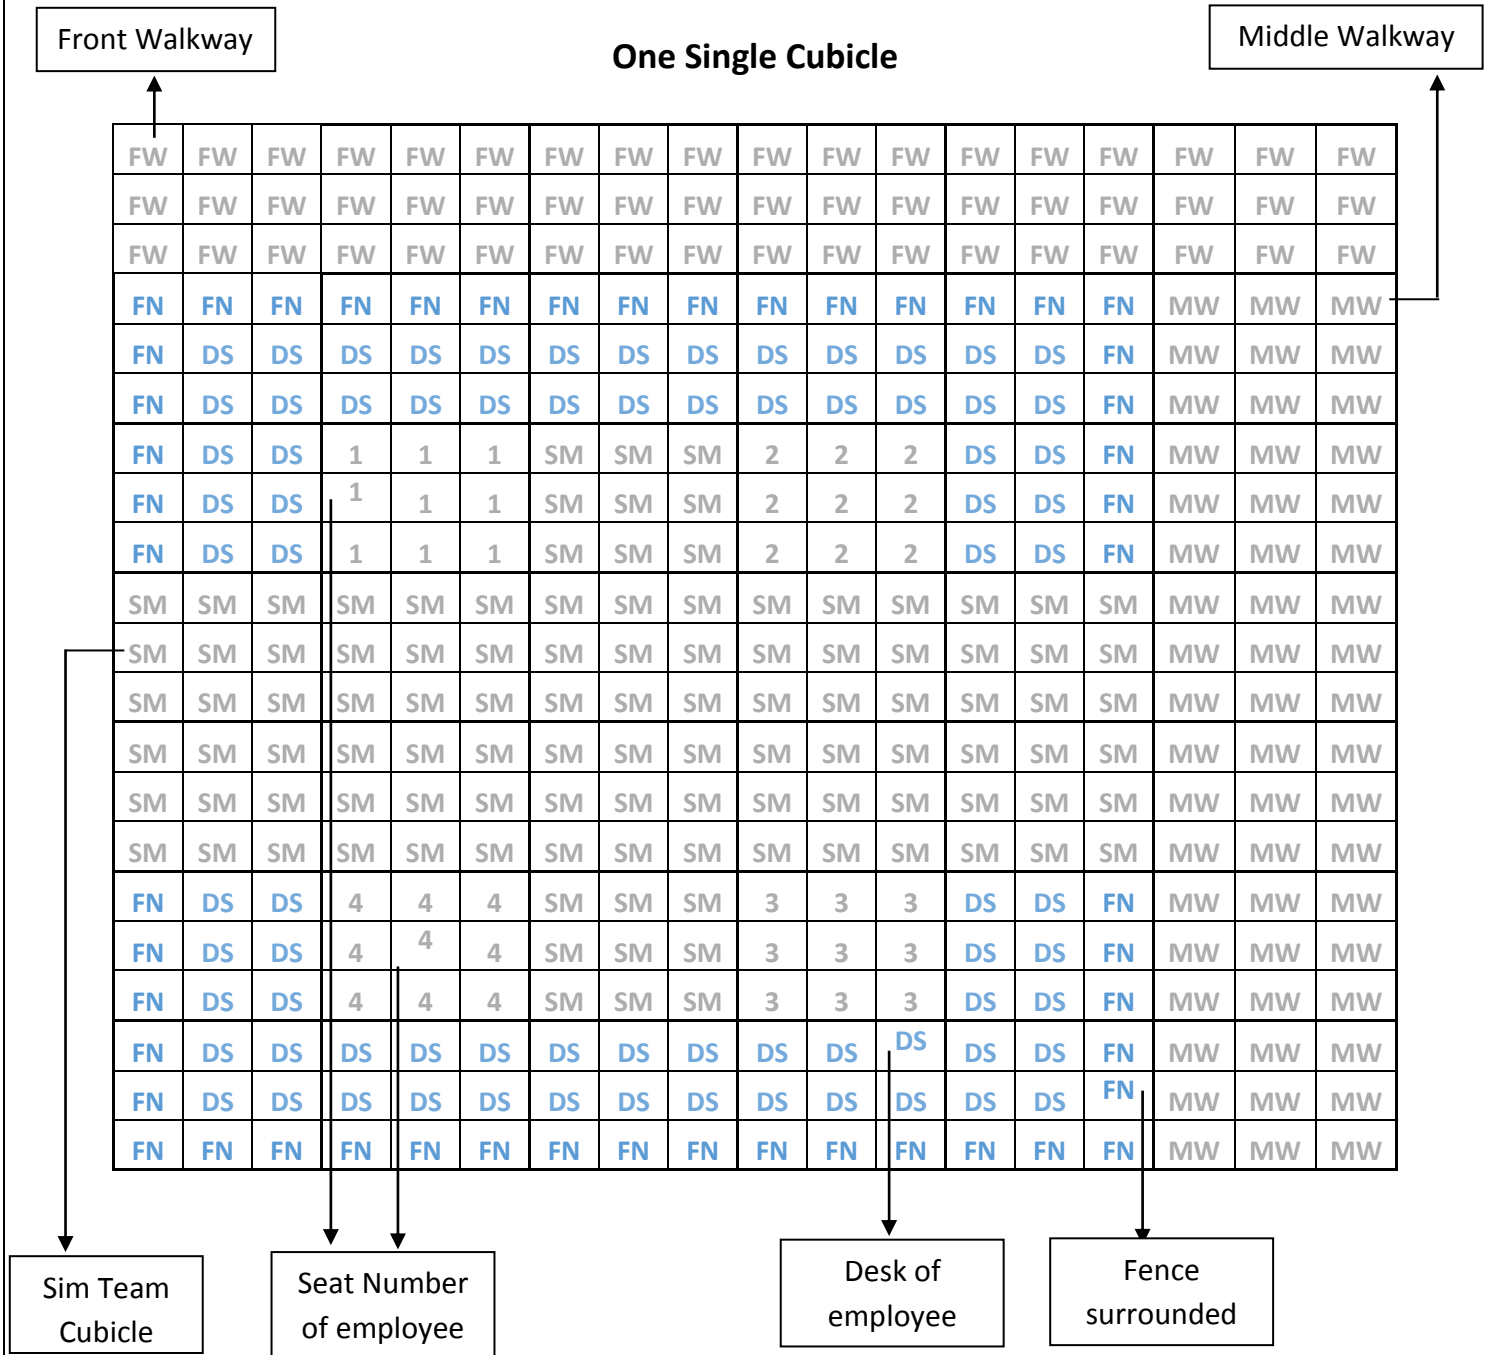 Front Walkway
One Single Cubicle
Middle Walkway
FW FW FW FW FW FW FW FW FW FW FW FW FW FW FW FW FW FW
FW FW FW FW FW FW FW FW FW FW FW FW FW FW FW FW FW FW
FW FW FW FW FW FW FW FW FW FW FW FW FW FW FW FW FW FW
FN FN FN FN FN FN FN FN FN FN FN FN FN FN FN MW MW MW
FN DS DS DS DS DS DS DS DS DS DS DS DS DS FN MW MW MW
FN DS DS DS DS DS DS DS DS DS DS DS DS DS FN MW MW MW
FN DS DS 1 1 1 SM SM SM 2 2 2 DS DS FN MW MW MW
FN DS DS 1 1 1 SM SM SM 2 2 2 DS DS FN MW MW MW
FN DS DS 1 1 1 SM SM SM 2 2 2 DS DS FN MW MW MW
SM SM SM SM SM SM SM SM SM SM SM SM SM SM SM MW MW MW
SM SM SM SM SM SM SM SM SM SM SM SM SM SM SM MW MW MW
SM SM SM SM SM SM SM SM SM SM SM SM SM SM SM MW MW MW
SM SM SM SM SM SM SM SM SM SM SM SM SM SM SM MW MW MW
SM SM SM SM SM SM SM SM SM SM SM SM SM SM SM MW MW MW
SM SM SM SM SM SM SM SM SM SM SM SM SM SM SM MW MW MW
FN DS DS 4 4 4 SM SM SM 3 3 3 DS DS FN MW MW MW
FN DS DS 4 4 4 SM SM SM 3 3 3 DS DS FN MW MW MW
FN DS DS 4 4 4 SM SM SM 3 3 3 DS DS FN MW MW MW
FN DS DS DS DS DS DS DS DS DS DS DS DS DS FN MW MW MW
FN DS DS DS DS DS DS DS DS DS DS DS DS DS FN MW MW MW
FN FN FN FN FN FN FN FN FN FN FN FN FN FN FN MW MW MW
Sim Team
Cubicle
Seat Number
of employee
Desk of
employee
Fence
surrounded